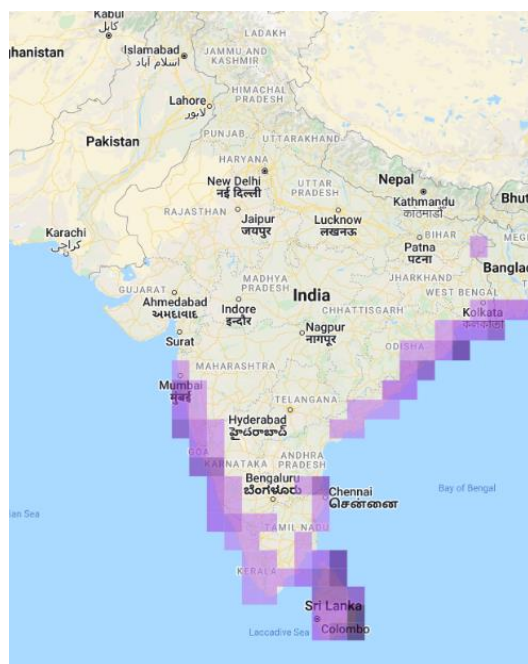 Kabul
کابل
LADAKH
ghanistan
Islamabad
اسلام آباد
JAMMU AND
KASHMIR
HIMACHAL
PRADESH
Lahore
لاہور
PUNJAB
UTTARAKHAND
Pakistan
HARYANA
New Delhi
नई दिल्ली
UTTAR
PRADESH
Nepal
Kathmandu
काठमाडौं
Bhut
RAJASTHAN
Jaipur
जयपुर
Lucknow
लखनऊ
Karachi
کراچی
BIHAR
Patna
पटना
MEG
Banglad
GUJARAT
Ahmedabad
અમદાવાદ
MADHYA
PRADESH
JHARKHAND
WEST BENGAL
India
Indore
इन्दौर
CHHATTISGARH
Kolkata
কলকাতা
Nagpur
नागपूर
Surat
ODISHA
MAHARASHTRA
Mumbai
मुंबई
TELANGANA
Hyderabad
హైదరాబాద్
GOA
KARNATAKA
ANDHRA
PRADESH
Bengaluru
ಬೆಂಗಳೂರು
Chennai
சென்னை
Bay of Bengal
ian Sea
TAMIL NADU
KERALA
Sri Lanka
Colombo
Laccadive Sea